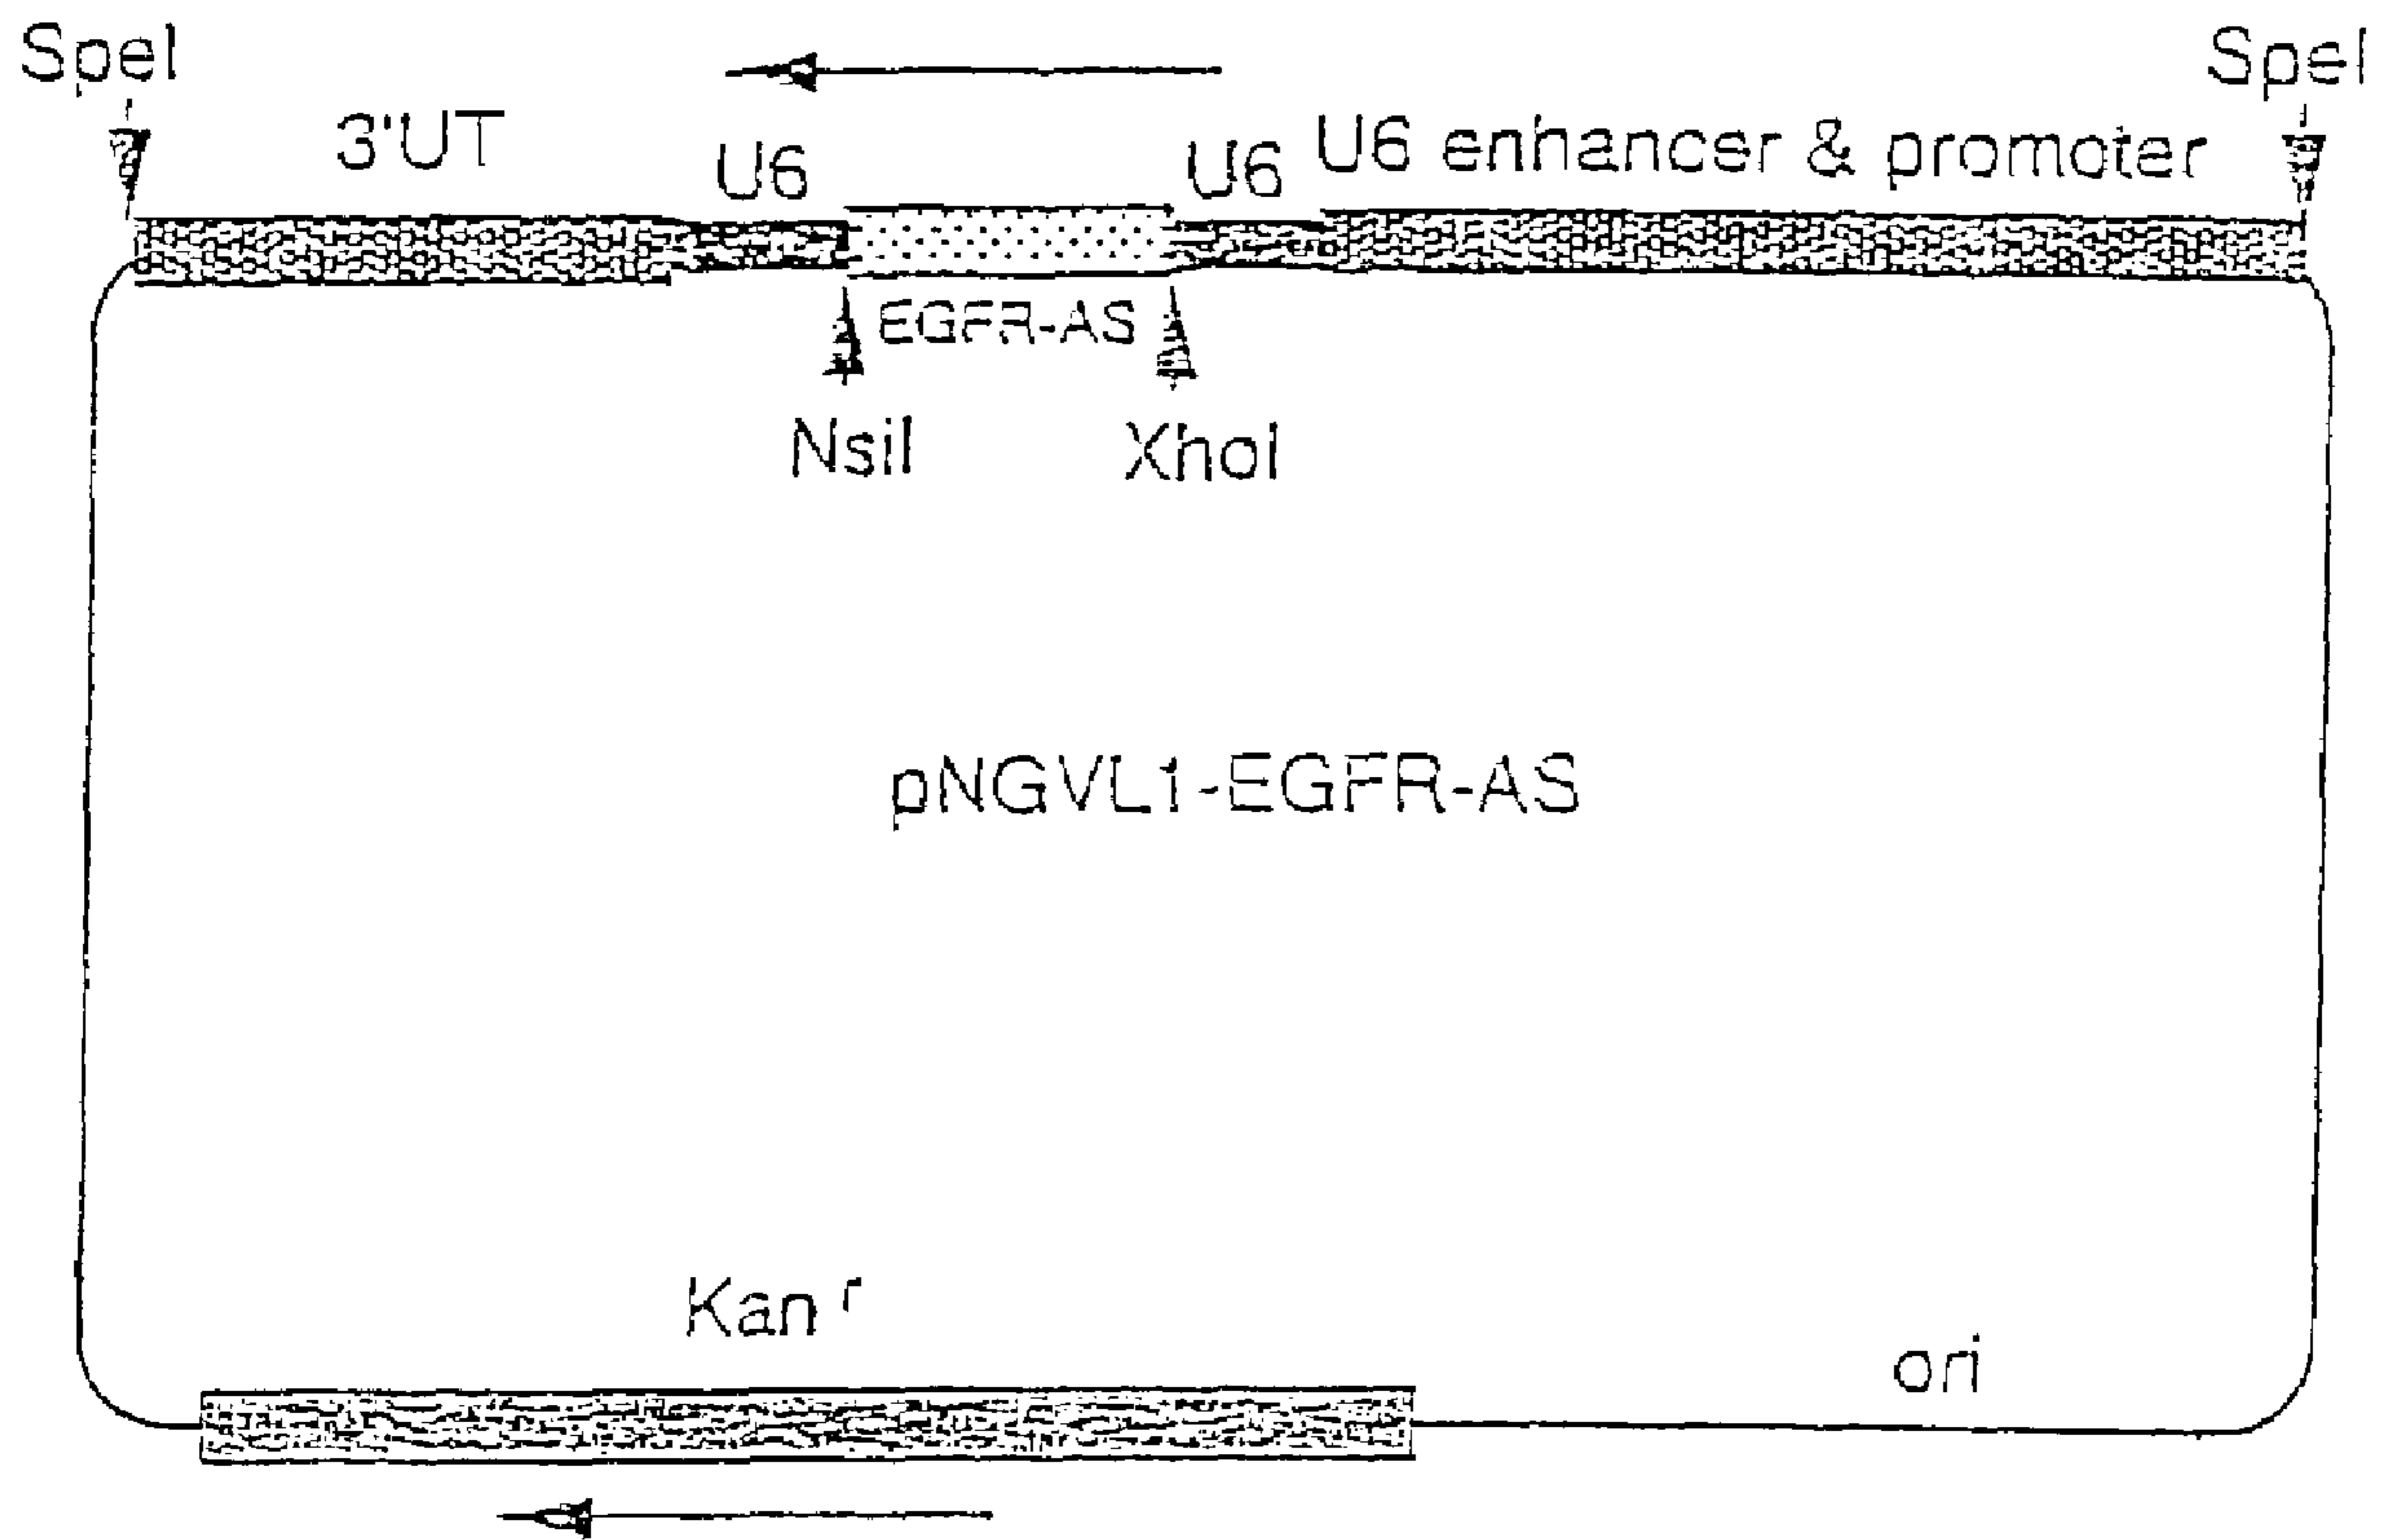 SpeI
SpeI
3'UT
U6
U6
U6 enhancer & promoter
EGFR-AS
NsiI
XhoI
pNGVL1-EGFR-AS
Kan r
ori